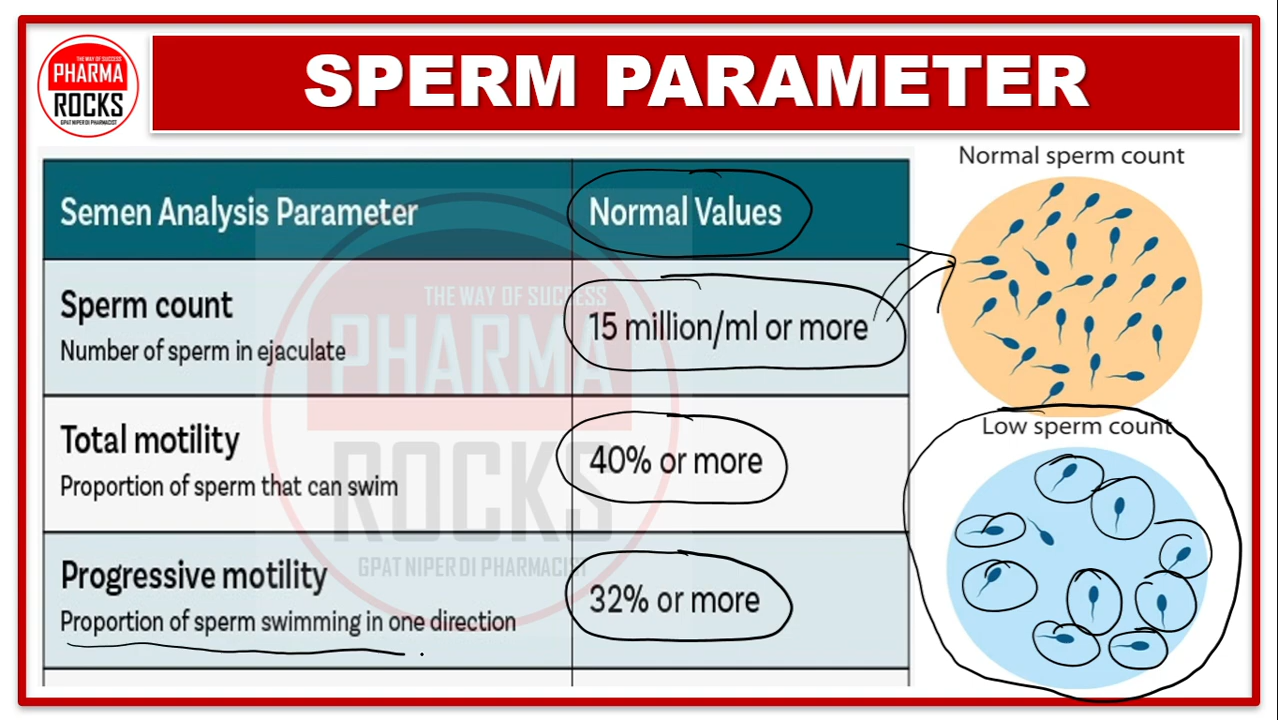 THE WAY OF SUCCESS
PHARMA
ROCKS
GPAT NIPER DI PHARMACIST
SPERM PARAMETER
Semen Analysis Parameter
Normal Values
Sperm count
Number of sperm in ejaculate
15 million/ml or more
Total motility
Proportion of sperm that can swim
40% or more
Progressive motility
Proportion of sperm swimming in one direction
32% or more
THE WAY OF SUCCESS
PHARMA
ROCKS
GPAT NIPER DI PHARMACIST
Normal sperm count
Low sperm count